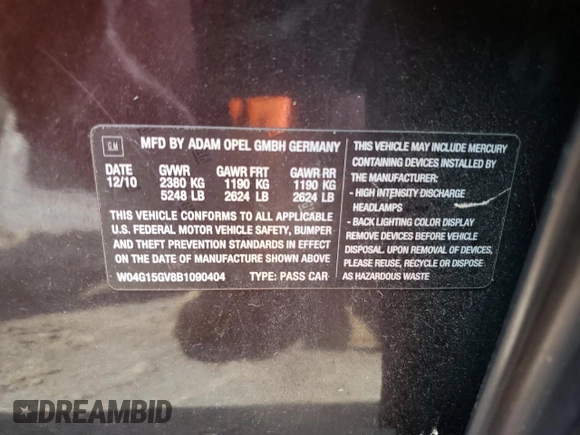 GM
MFD BY ADAM OPEL GMBH GERMANY
DATE GVWR GAWR FRT GAWR RR
12/10 2380 KG 1190 KG 1190 KG
5248 LB 2624 LB 2624 LB
THIS VEHICLE CONFORMS TO ALL APPLICABLE
U.S. FEDERAL MOTOR VEHICLE SAFETY, BUMPER
AND THEFT PREVENTION STANDARDS IN EFFECT
ON THE DATE OF MANUFACTURE SHOWN ABOVE
W04G15GV8B1090404 TYPE: PASS CAR
THIS VEHICLE MAY INCLUDE MERCURY
CONTAINING DEVICES INSTALLED BY
THE MANUFACTURER:
- HIGH INTENSITY DISCHARGE
HEADLAMPS
- BACK LIGHTING COLOR DISPLAY
REMOVE DEVICES BEFORE VEHICLE
DISPOSAL. UPON REMOVAL OF DEVICES,
PLEASE REUSE, RECYCLE OR DISPOSE
AS HAZARDOUS WASTE
DREAMBID